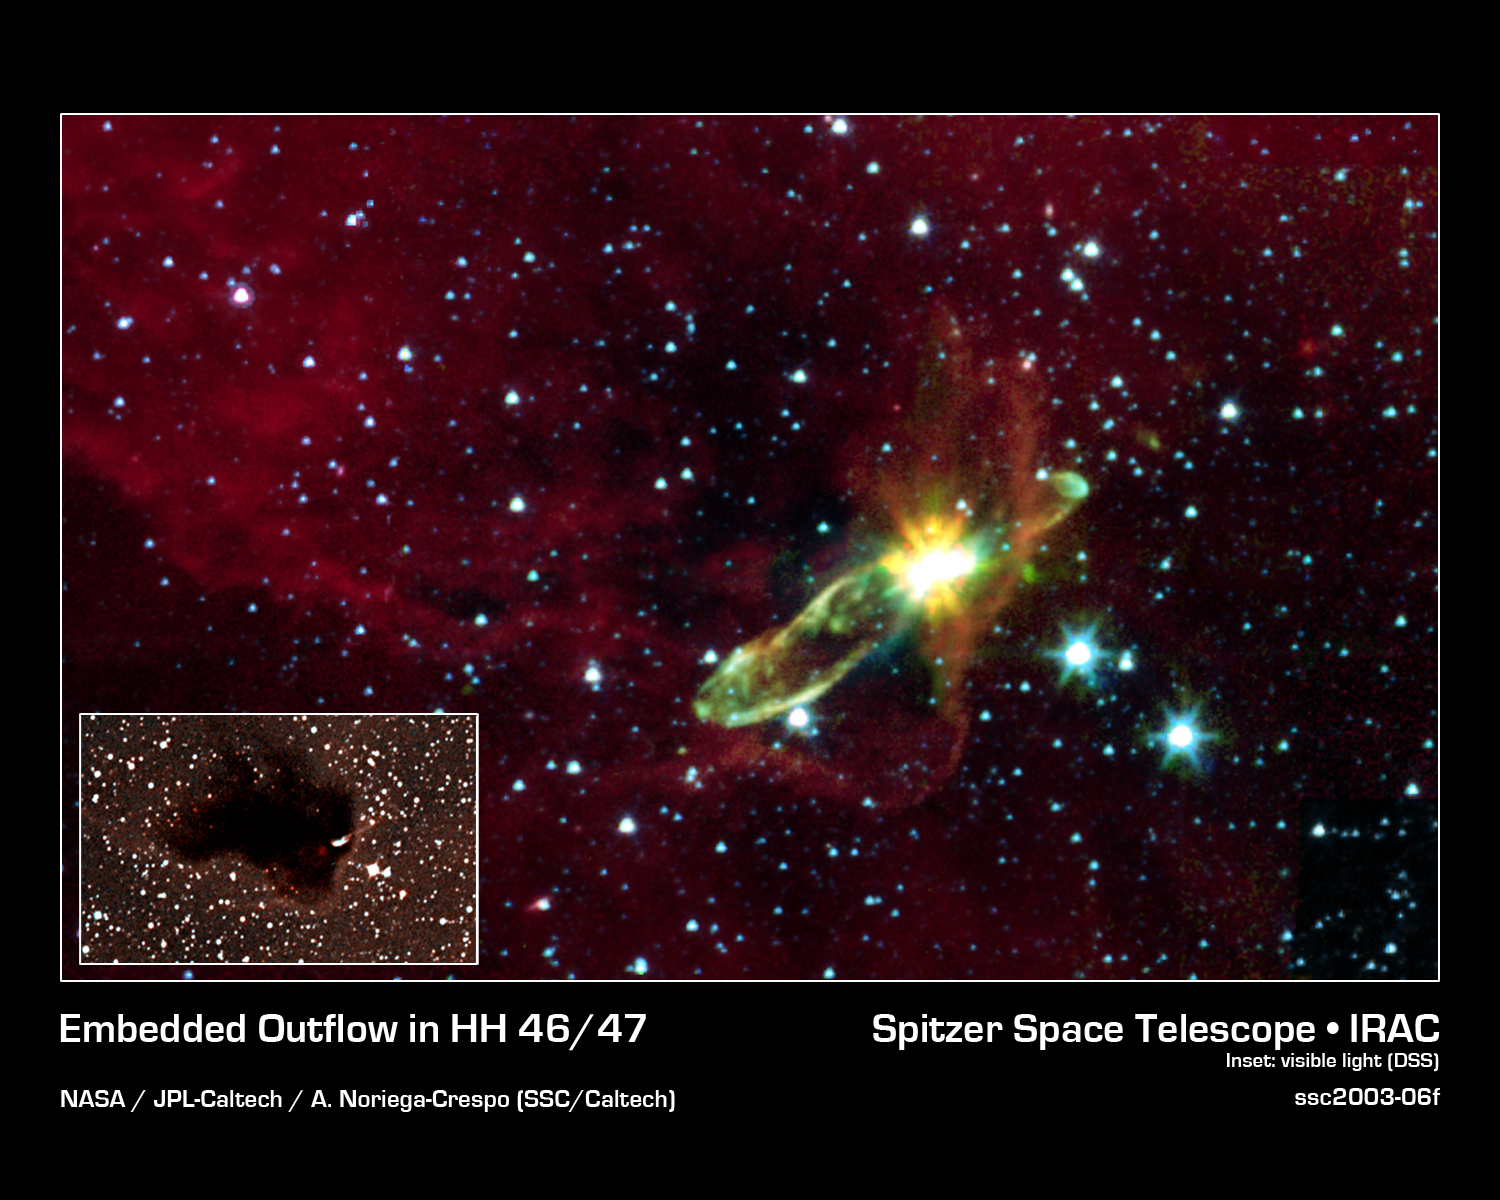 Embedded Outflow in HH 46/47
Spitzer Space Telescope • IRAC
Inset: visible light (DSS)
NASA / JPL-Caltech / A. Noriega-Crespo (SSC/Caltech)
ssc2003-06f